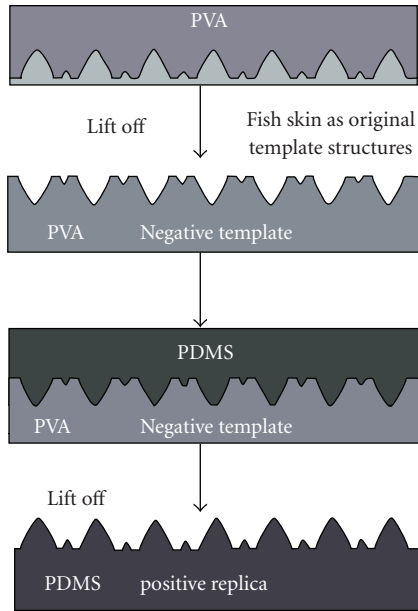 PVA
Lift off
Fish skin as original
template structures
PVA Negative template
PDMS
PVA Negative template
Lift off
PDMS positive replica